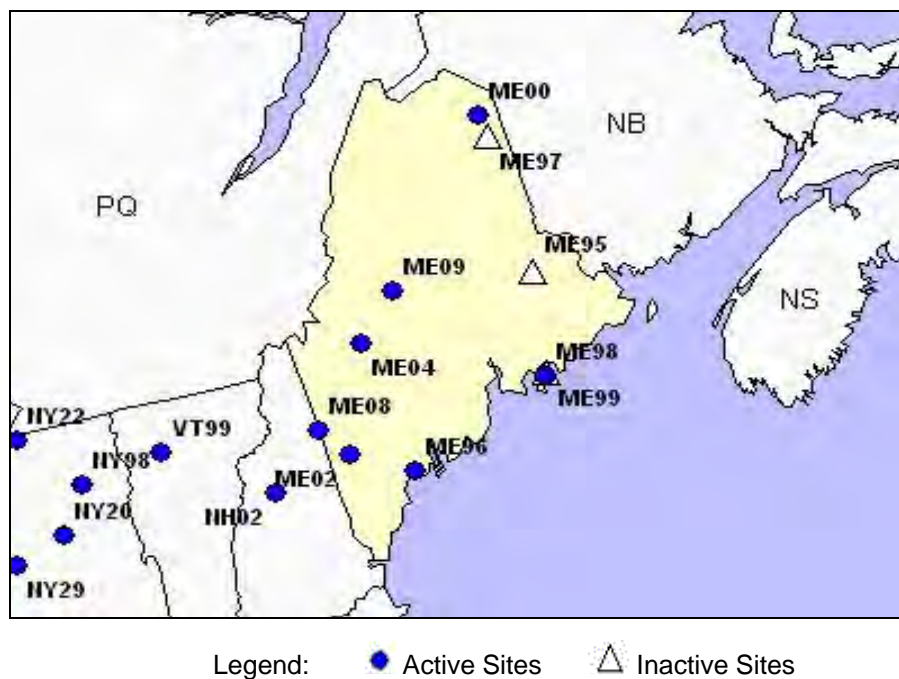 ME00
NB
ME97
PQ
ME95
ME09
NS
ME98
ME04
ME99
ME08
NY22
VT99
ME96
NY98
ME02
NY20
NH02
NY29
Legend: Active Sites Inactive Sites